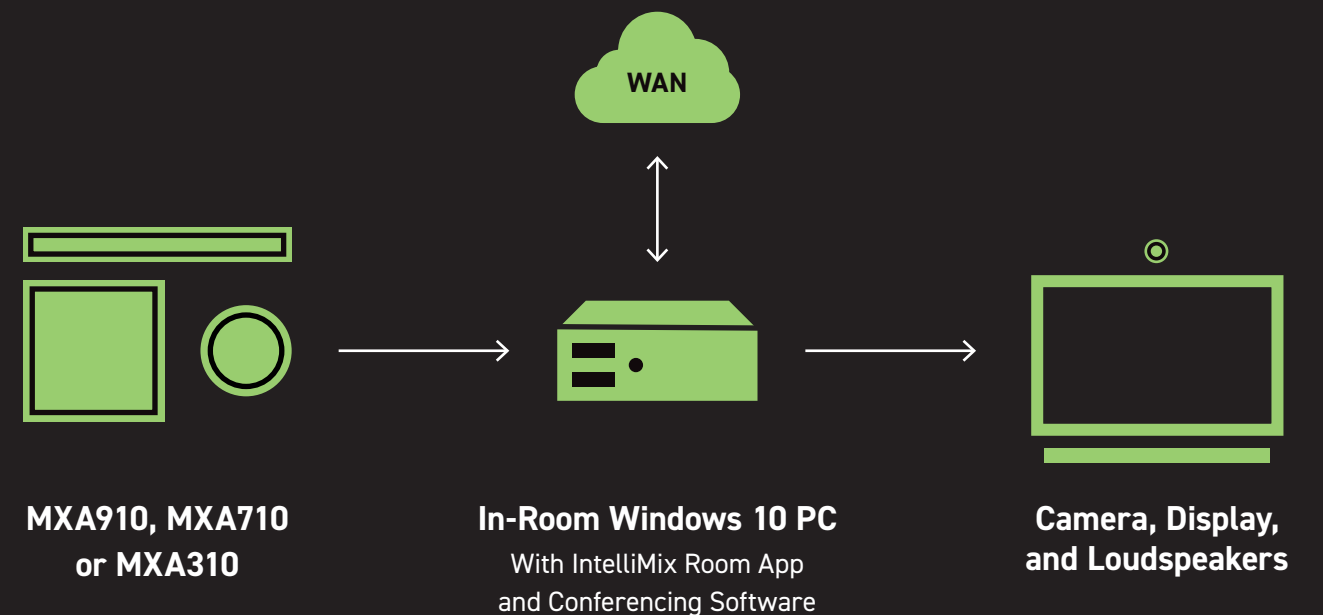 WAN
MXA910, MXA710
or MXA310
In-Room Windows 10 PC
With IntelliMix Room App
and Conferencing Software
Camera, Display,
and Loudspeakers